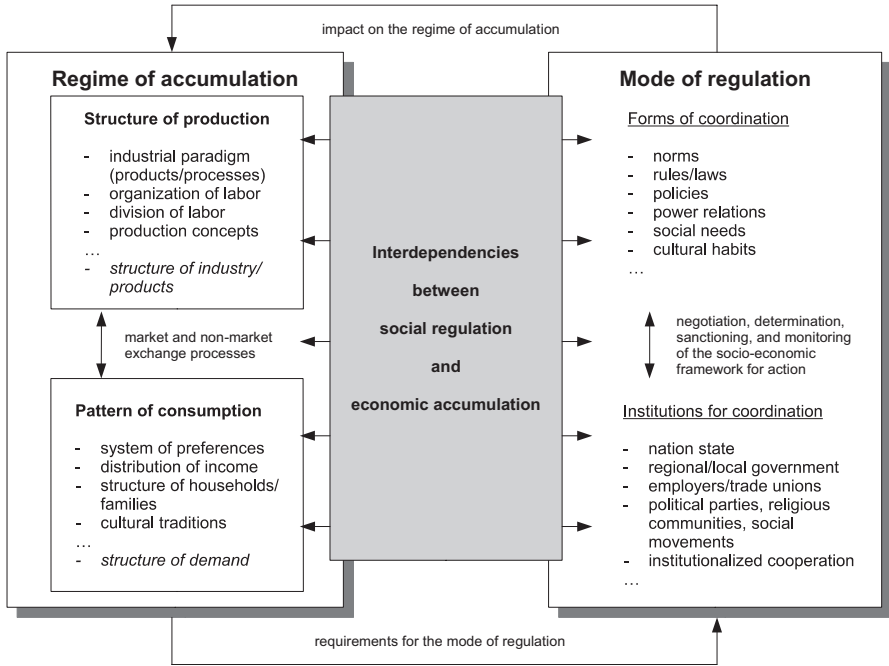 impact on the regime of accumulation
Regime of accumulation
Structure of production
- industrial paradigm
(products/processes)
- organization of labor
- division of labor
- production concepts
…
- structure of industry/
products
market and non-market
exchange processes
Pattern of consumption
- system of preferences
- distribution of income
- structure of households/
families
- cultural traditions
…
- structure of demand
Interdependencies
between
social regulation
and
economic accumulation
Mode of regulation
Forms of coordination
- norms
- rules/laws
- policies
- power relations
- social needs
- cultural habits
…
negotiation, determination,
sanctioning, and monitoring
of the socio-economic
framework for action
Institutions for coordination
- nation state
- regional/local government
- employers/trade unions
- political parties, religious
communities, social
movements
- institutionalized cooperation
…
requirements for the mode of regulation